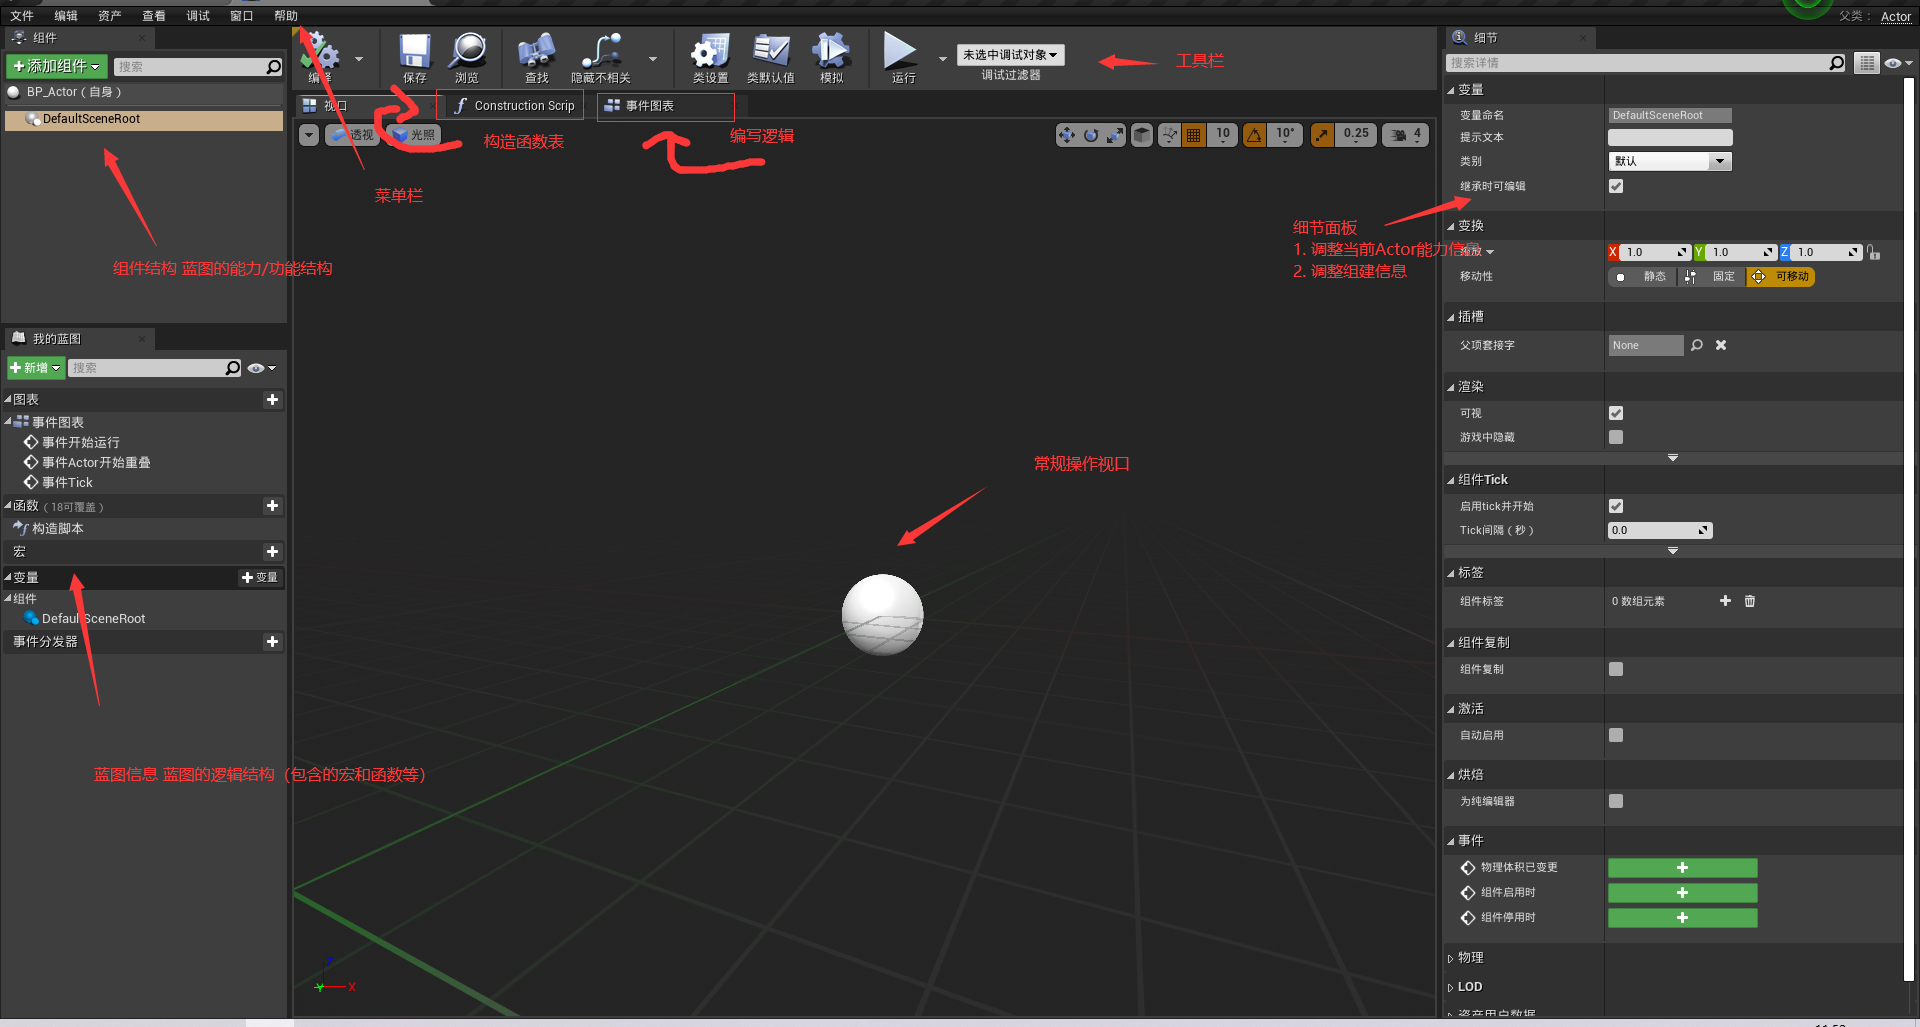 文件 编辑 资产 查看 调试 窗口 帮助
父类： Actor
组件
添加组件
搜索
BP_Actor（自身）
DefaultSceneRoot
组件结构 蓝图的能力/功能结构
我的蓝图
新增
搜索
图表
事件图表
事件开始运行
事件Actor开始重叠
事件Tick
函数（18可覆盖）
构造脚本
宏
变量
变量
组件
DefaultSceneRoot
事件分发器
蓝图信息 蓝图的逻辑结构（包含的宏和函数等）
编译 保存 浏览 查找 隐藏不相关 类设置 类默认值 模拟 运行
未选中调试对象
调试过滤器
工具栏
视口
Construction Scrip
事件图表
透视 光照
10 10° 0.25 4
构造函数表
编写逻辑
菜单栏
常规操作视口
Z
Y X
细节面板
1. 调整当前Actor能力信息
2. 调整组建信息
细节
搜索详情
变量
变量命名 DefaultSceneRoot
提示文本
类别 默认
继承时可编辑
变换
缩放 X 1.0 Y 1.0 Z 1.0
移动性 静态 固定 可移动
插槽
父项套接字 None
渲染
可视
游戏中隐藏
组件Tick
启用tick并开始
Tick间隔（秒） 0.0
标签
组件标签 0 数组元素
组件复制
组件复制
激活
自动启用
烘焙
为纯编辑器
事件
物理体积已变更
组件启用时
组件停用时
物理
LOD
资产用户数据